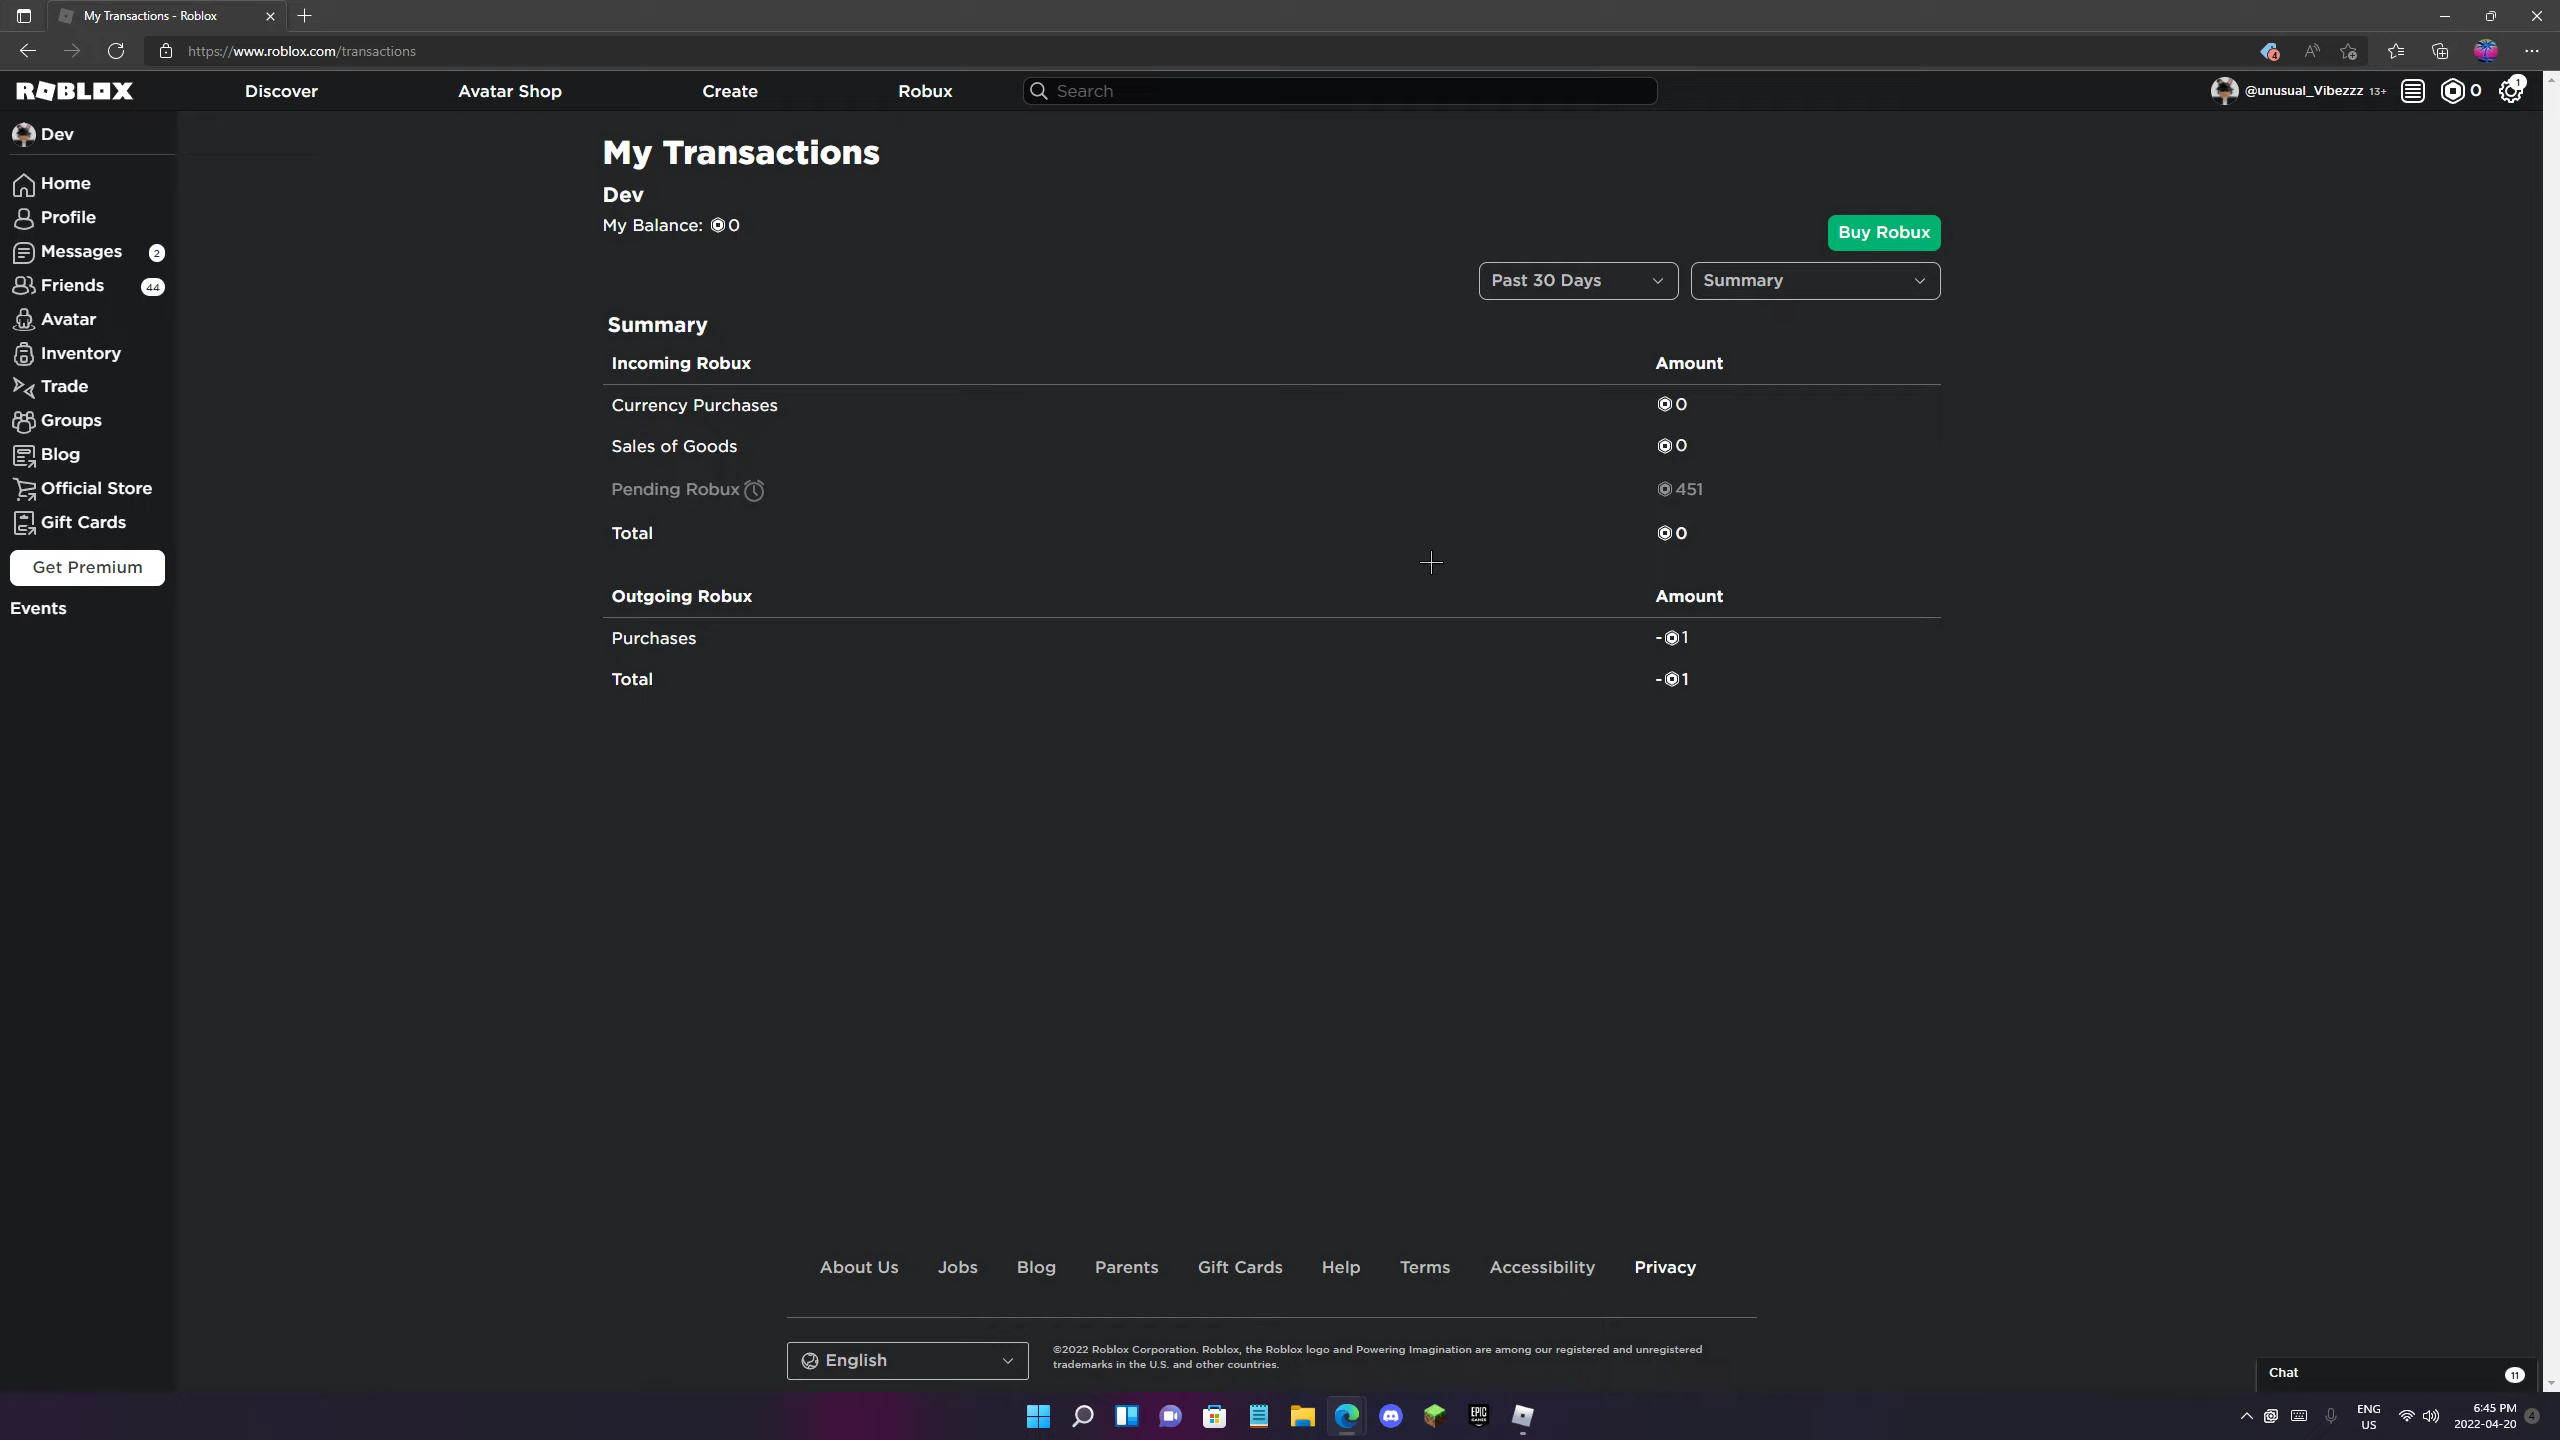 My Transactions - Roblox
https://www.roblox.com/transactions
4
ROBLOX
Discover
Avatar Shop
Create
Robux
Search
@unusual_Vibezzz 13+
0
1
Dev
Home
Profile
Messages 2
Friends 44
Avatar
Inventory
Trade
Groups
Blog
Official Store
Gift Cards
Get Premium
Events
My Transactions
Dev
My Balance: 0
Buy Robux
Past 30 Days
Summary
Summary
Incoming Robux Amount
Currency Purchases 0
Sales of Goods 0
Pending Robux 451
Total 0
Outgoing Robux Amount
Purchases -1
Total -1
About Us Jobs Blog Parents Gift Cards Help Terms Accessibility Privacy
English
©2022 Roblox Corporation. Roblox, the Roblox logo and Powering Imagination are among our registered and unregistered
trademarks in the U.S. and other countries.
Chat 11
EPIC
GAMES
ENG
US
6:45 PM
2022-04-20
4